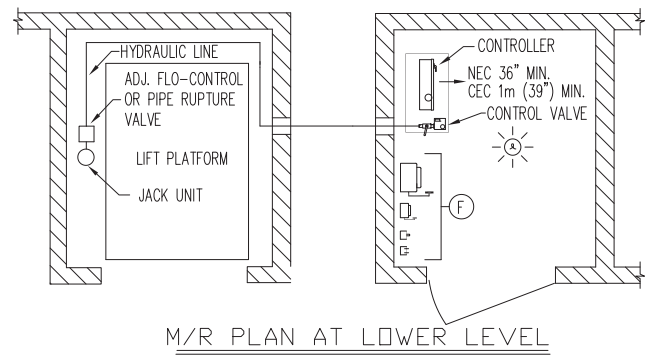 HYDRAULIC LINE
ADJ. FLO-CONTROL
OR PIPE RUPTURE
VALVE
LIFT PLATFORM
JACK UNIT
CONTROLLER
NEC 36" MIN.
CEC 1m (39") MIN.
CONTROL VALVE
F
M/R PLAN AT LOWER LEVEL